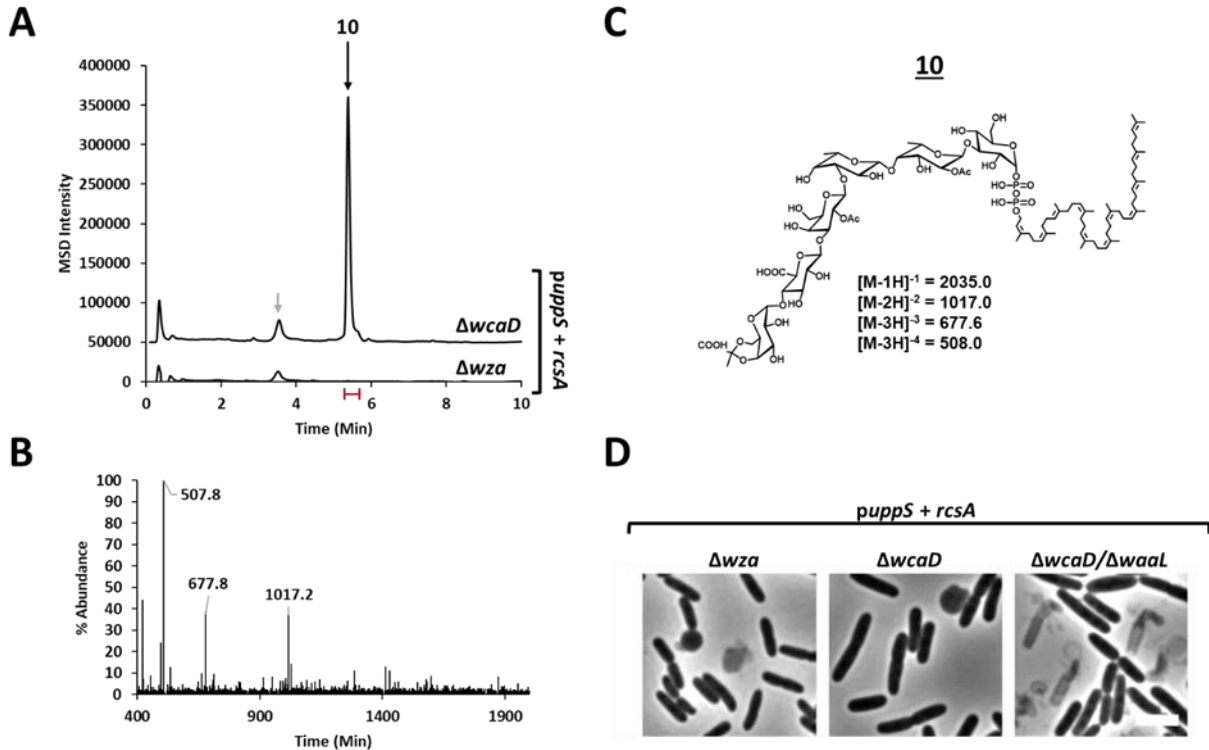 A
10
400000
350000
300000
250000
200000
150000
100000
50000
0
MSD Intensity
ΔwcaD
Δwza
puppS + rcsA
0 2 4 6 8 10
Time (Min)
B
100
90
80
70
60
50
40
30
20
10
0
% Abundance
507.8
677.8
1017.2
400 900 1400 1900
Time (Min)
C
10
OH
HO
O
O
HO
OH
O
O
HO
OH
O
O
OAc
O
HO-P=O
O
HO-P=O
O
HO
HO
O
OAc
O
HOOC
O
OH
O
HO
O
OH
COOH
O
O
OH
[M-1H]-1 = 2035.0
[M-2H]-2 = 1017.0
[M-3H]-3 = 677.6
[M-3H]-4 = 508.0
D
puppS + rcsA
Δwza
ΔwcaD
ΔwcaD/ΔwaaL